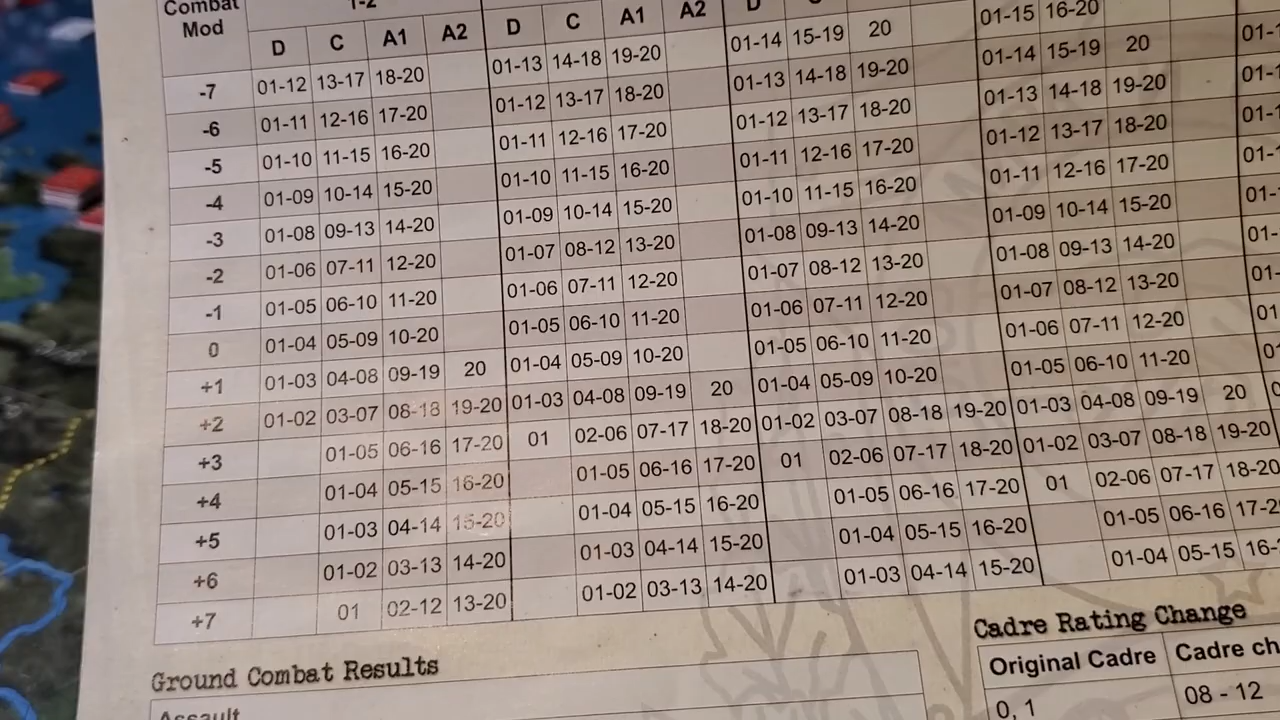 Combat Mod 1-2
D C A1 A2 D C A1 A2 D
-7 01-12 13-17 18-20 01-13 14-18 19-20 01-14 15-19 20 01-15 16-20
-6 01-11 12-16 17-20 01-12 13-17 18-20 01-13 14-18 19-20 01-14 15-19 20
-5 01-10 11-15 16-20 01-11 12-16 17-20 01-12 13-17 18-20 01-13 14-18 19-20
-4 01-09 10-14 15-20 01-10 11-15 16-20 01-11 12-16 17-20 01-12 13-17 18-20
-3 01-08 09-13 14-20 01-09 10-14 15-20 01-10 11-15 16-20 01-11 12-16 17-20
-2 01-06 07-11 12-20 01-07 08-12 13-20 01-08 09-13 14-20 01-09 10-14 15-20
-1 01-05 06-10 11-20 01-06 07-11 12-20 01-07 08-12 13-20 01-08 09-13 14-20
0 01-04 05-09 10-20 01-05 06-10 11-20 01-06 07-11 12-20 01-07 08-12 13-20
+1 01-03 04-08 09-19 20 01-04 05-09 10-20 01-05 06-10 11-20 01-06 07-11 12-20
+2 01-02 03-07 08-18 19-20 01-03 04-08 09-19 20 01-04 05-09 10-20 01-05 06-10 11-20
+3 01-05 06-16 17-20 01 02-06 07-17 18-20 01-02 03-07 08-18 19-20 01-03 04-08 09-19 20
+4 01-04 05-15 16-20 01-05 06-16 17-20 01 02-06 07-17 18-20 01-02 03-07 08-18 19-20
+5 01-03 04-14 15-20 01-04 05-15 16-20 01-05 06-16 17-20 01 02-06 07-17 18-20
+6 01-02 03-13 14-20 01-03 04-14 15-20 01-04 05-15 16-20 01-05 06-16 17-2
+7 01 02-12 13-20 01-02 03-13 14-20 01-03 04-14 15-20 01-04 05-15 16-
Ground Combat Results
Assault
Cadre Rating Change
Original Cadre Cadre ch
0, 1 08 - 12